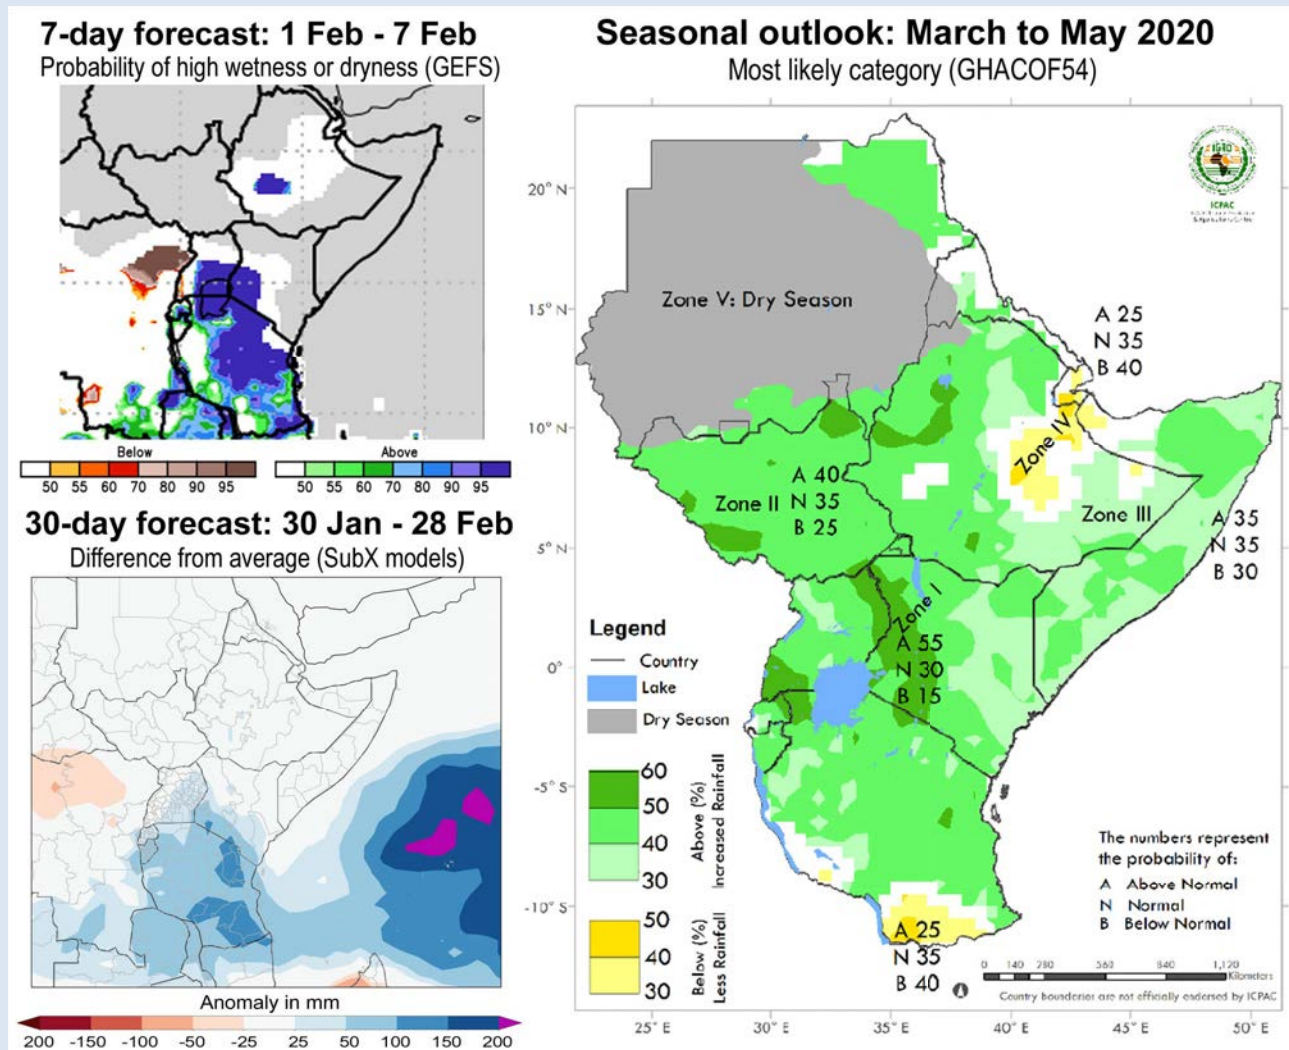 7-day forecast: 1 Feb - 7 Feb
Probability of high wetness or dryness (GEFS)
Below
Above
50 55 60 70 80 90 95
50 55 60 70 80 90 95
30-day forecast: 30 Jan - 28 Feb
Difference from average (SubX models)
Anomaly in mm
200 -150 -100 -50 -25 25 50 100 150 200
Seasonal outlook: March to May 2020
Most likely category (GHACOF54)
IGAD
ICPAC
20° N
15° N
10° N
5° N
0°
-5° S
-10° S
Zone V: Dry Season
A 25
N 35
B 40
Zone IV
Zone II
A 40
N 35
B 25
Zone III
A 35
N 35
B 30
Zone I
A 55
N 30
B 15
A 25
N 35
B 40
Legend
Country
Lake
Dry Season
60
50
40
30
Above (%)
Increased Rainfall
50
40
30
Below (%)
Less Rainfall
The numbers represent
the probability of:
A Above Normal
N Normal
B Below Normal
0 140 280 560 840 1,120
Kilometers
Country boundaries are not officially endorsed by ICPAC
25° E 30° E 35° E 40° E 45° E 50° E